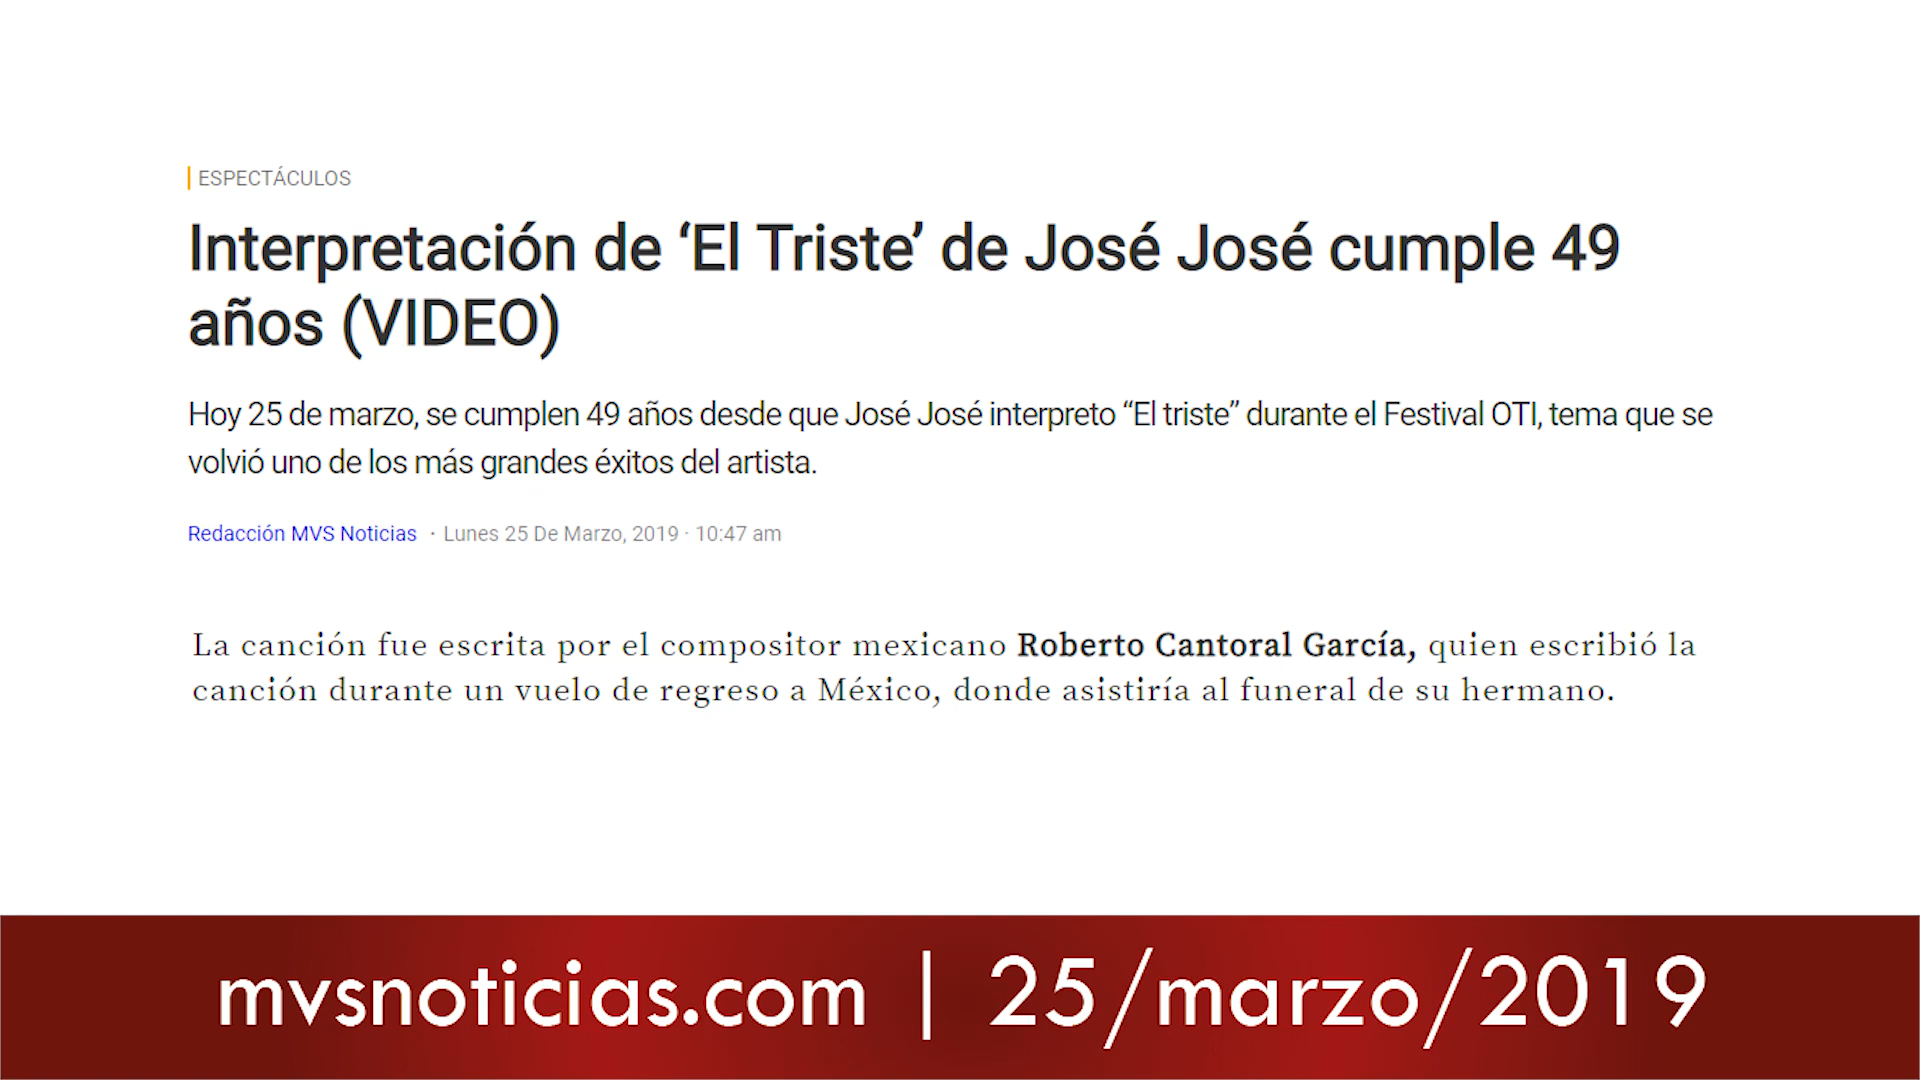 ESPECTÁCULOS
Interpretación de ‘El Triste’ de José José cumple 49
años (VIDEO)
Hoy 25 de marzo, se cumplen 49 años desde que José José interpreto “El triste” durante el Festival OTI, tema que se
volvió uno de los más grandes éxitos del artista.
Redacción MVS Noticias · Lunes 25 De Marzo, 2019 · 10:47 am
La canción fue escrita por el compositor mexicano Roberto Cantoral García, quien escribió la
canción durante un vuelo de regreso a México, donde asistiría al funeral de su hermano.
mvsnoticias.com | 25/marzo/2019